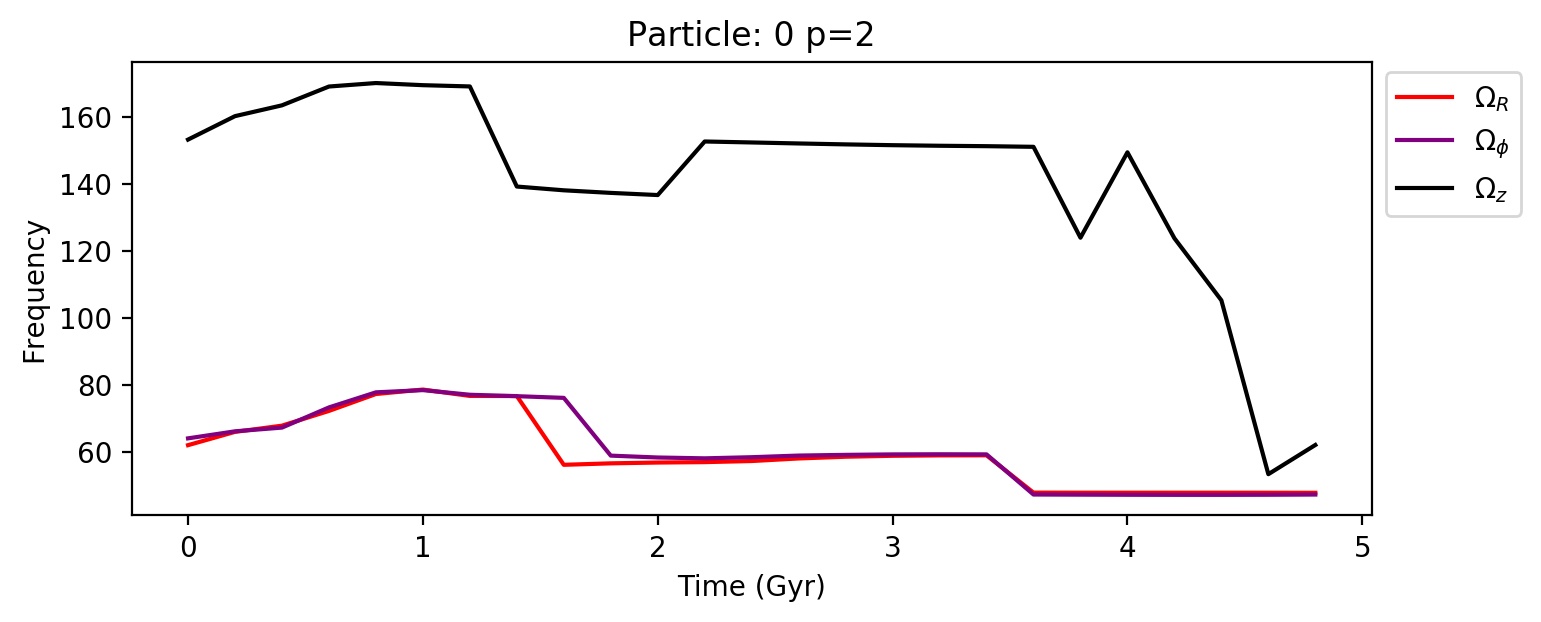 Particle: 0 p=2
Frequency
160
140
120
100
80
60
0 1 2 3 4 5
Time (Gyr)
Ω_R
Ω_ϕ
Ω_z